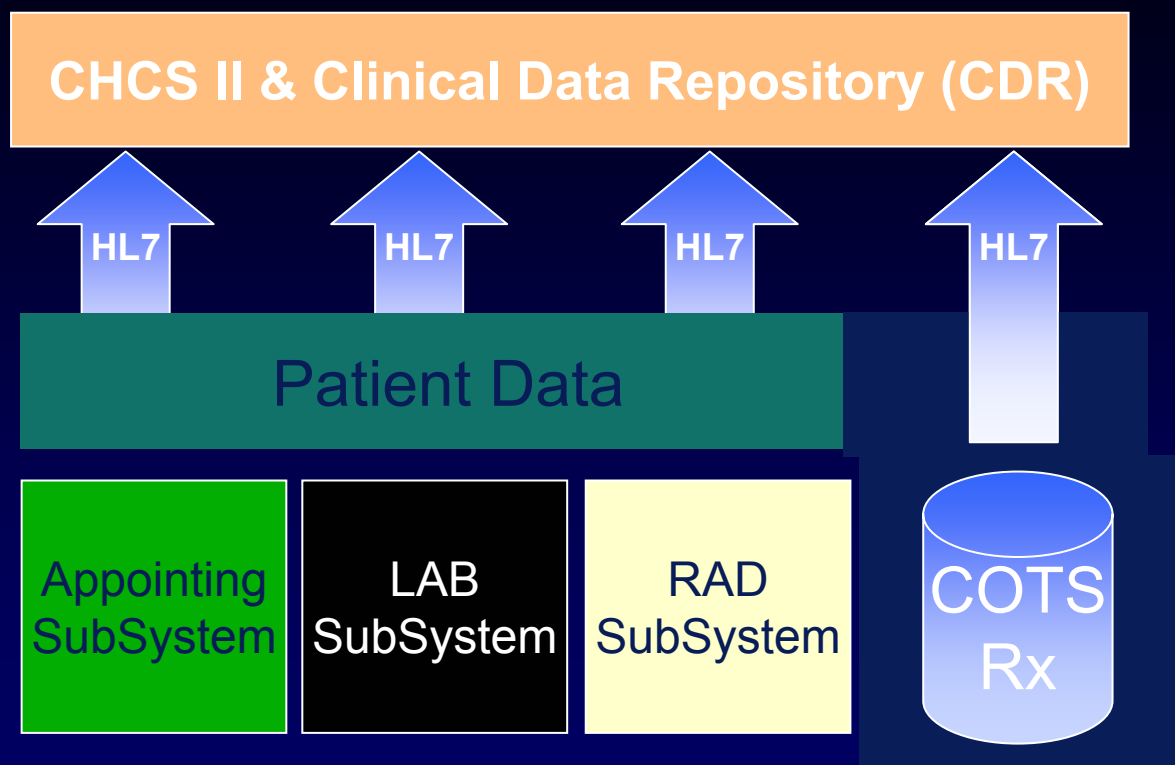 CHCS II & Clinical Data Repository (CDR)
HL7
HL7
HL7
HL7
Patient Data
Appointing
SubSystem
LAB
SubSystem
RAD
SubSystem
COTS
Rx